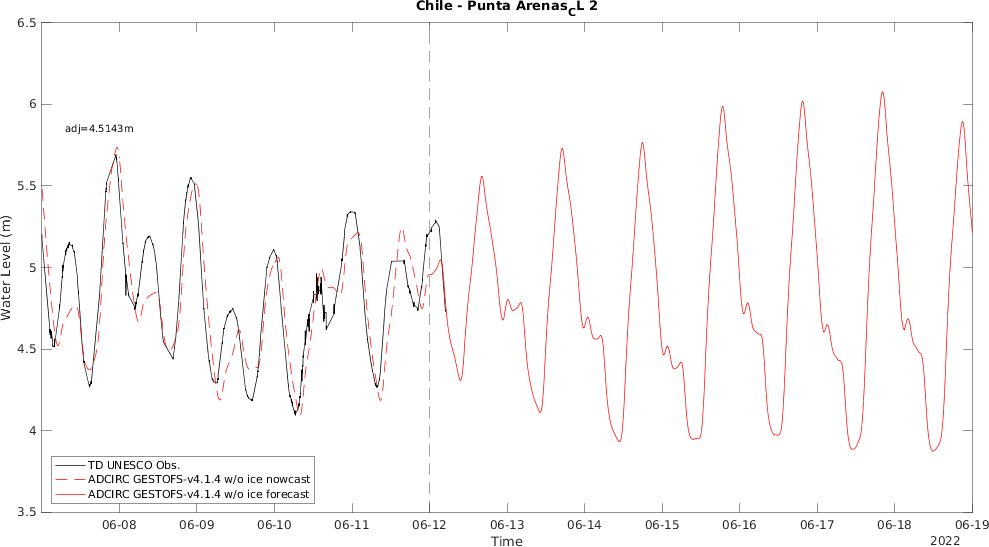 Chile - Punta Arenas_CL 2
6.5
6
5.5
5
4.5
4
3.5
Water Level (m)
adj=4.5143m
TD UNESCO Obs.
ADCIRC GESTOFS-v4.1.4 w/o ice nowcast
ADCIRC GESTOFS-v4.1.4 w/o ice forecast
06-08 06-09 06-10 06-11 06-12 06-13 06-14 06-15 06-16 06-17 06-18 06-19
Time
2022